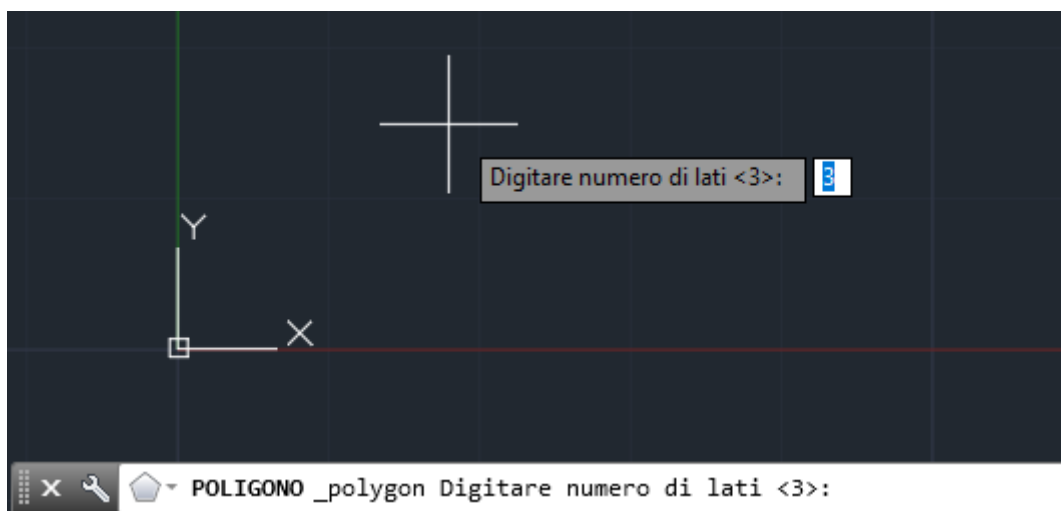 Digitare numero di lati <3>: 3
Y
X
POLIGONO _polygon Digitare numero di lati <3>: